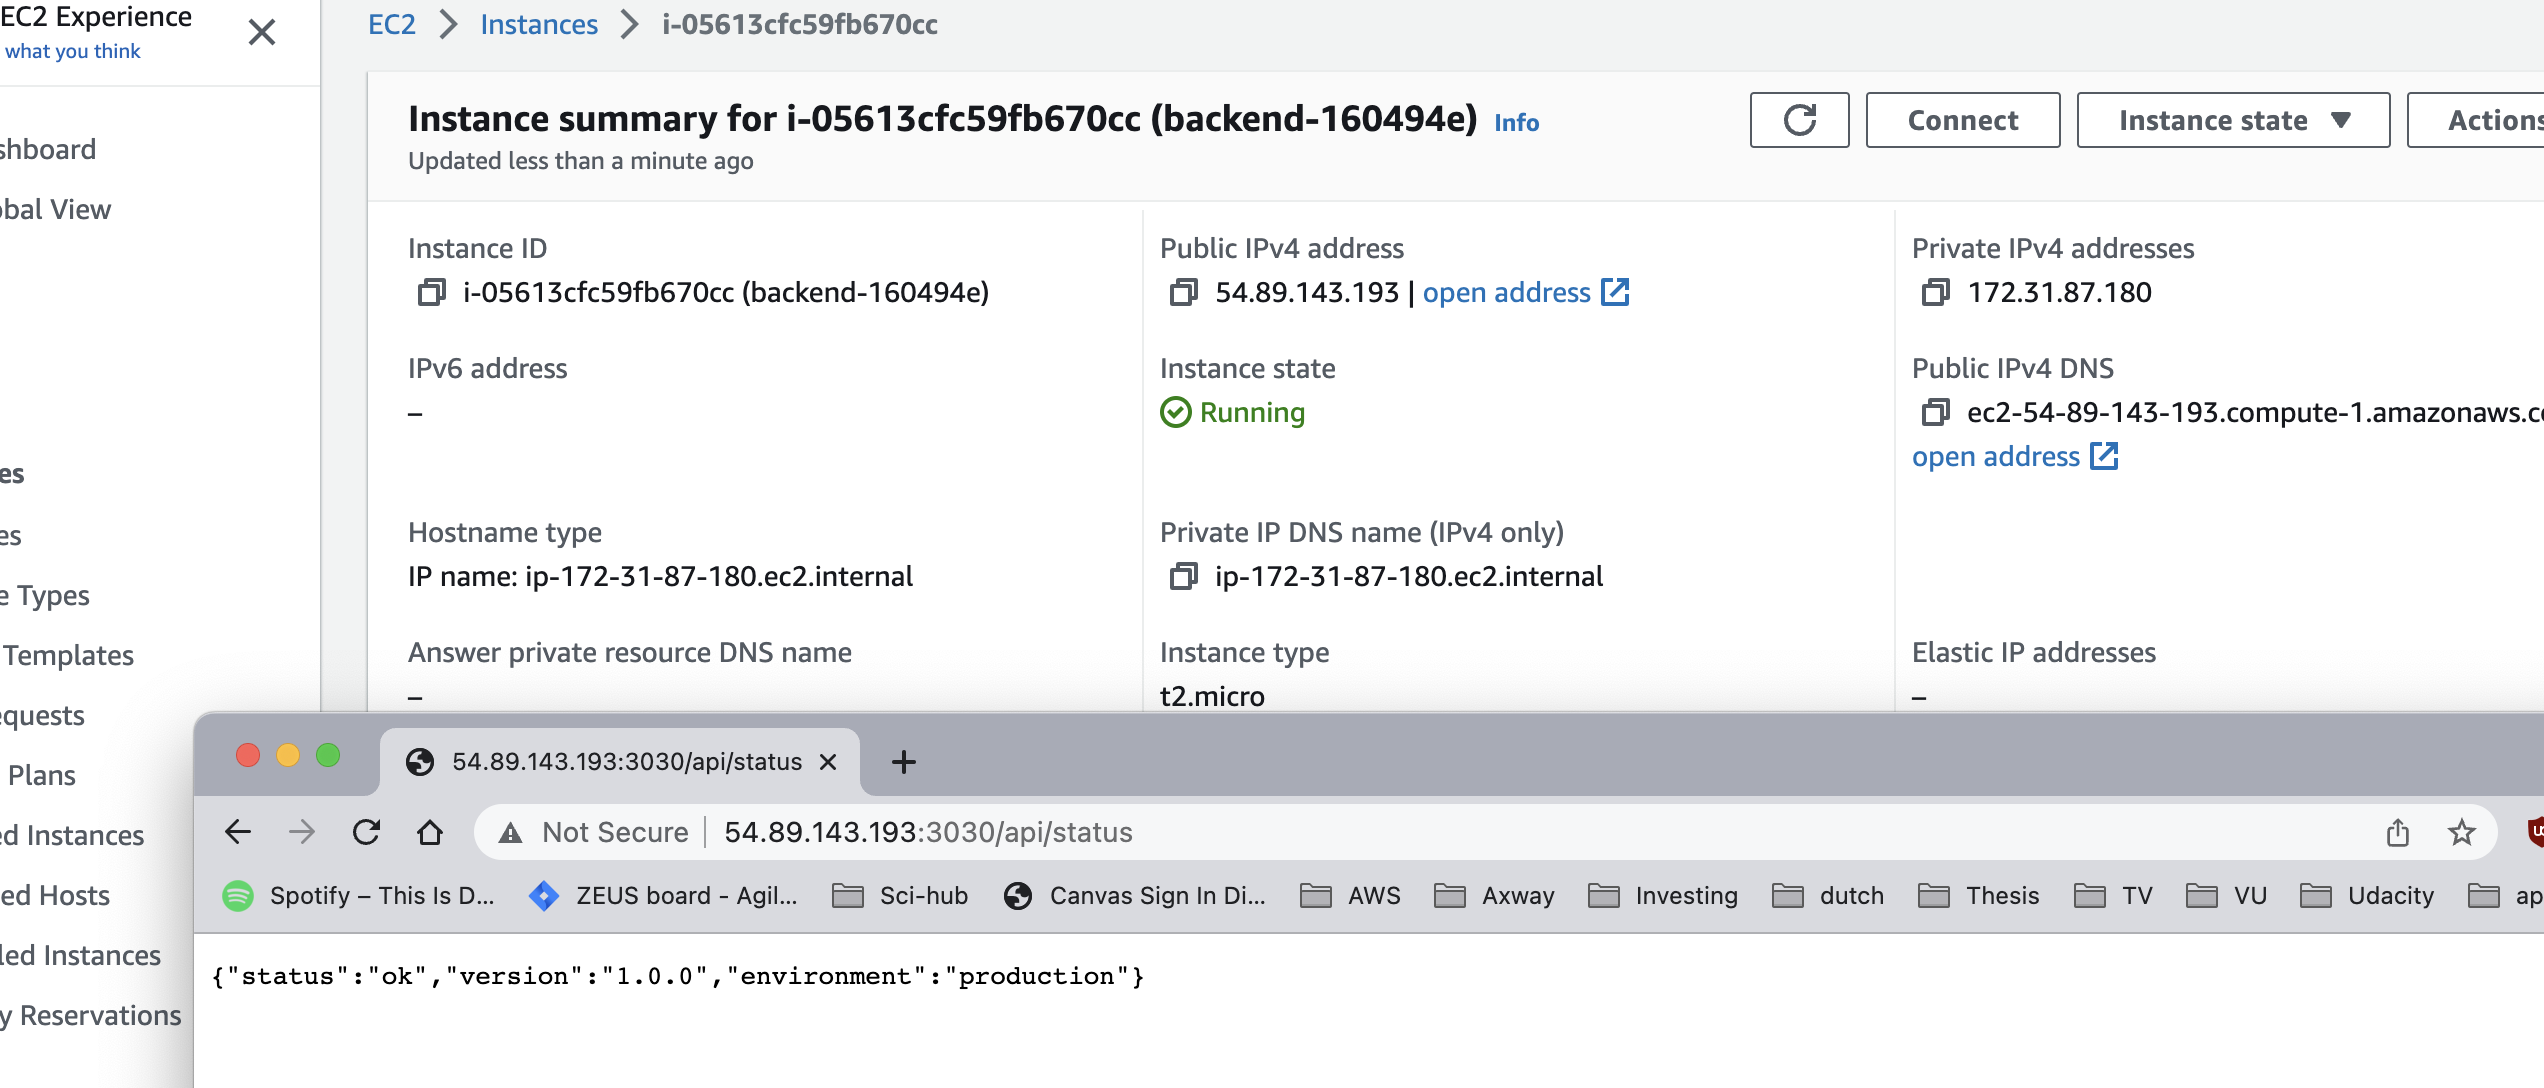 EC2 Experience
what you think
EC2 > Instances > i-05613cfc59fb670cc
Instance summary for i-05613cfc59fb670cc (backend-160494e) Info
Updated less than a minute ago
Connect
Instance state
Actions
shboard
obal View
es
es
e Types
Templates
equests
Plans
ed Instances
ed Hosts
led Instances
y Reservations
Instance ID
i-05613cfc59fb670cc (backend-160494e)
Public IPv4 address
54.89.143.193 | open address
Private IPv4 addresses
172.31.87.180
IPv6 address
–
Instance state
Running
Public IPv4 DNS
ec2-54-89-143-193.compute-1.amazonaws.co
open address
Hostname type
IP name: ip-172-31-87-180.ec2.internal
Private IP DNS name (IPv4 only)
ip-172-31-87-180.ec2.internal
Answer private resource DNS name
–
Instance type
t2.micro
Elastic IP addresses
–
54.89.143.193:3030/api/status
Not Secure | 54.89.143.193:3030/api/status
Spotify – This Is D... ZEUS board - Agil... Sci-hub Canvas Sign In Di... AWS Axway Investing dutch Thesis TV VU Udacity ap
{"status":"ok","version":"1.0.0","environment":"production"}